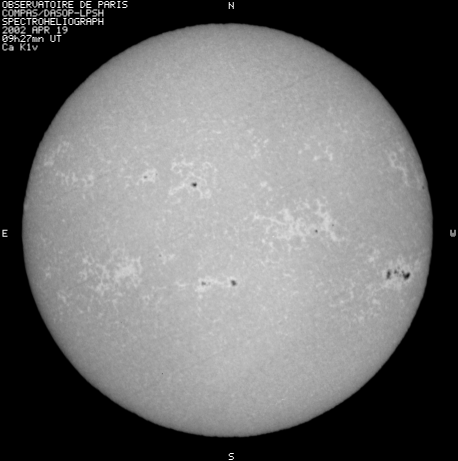 OBSERVATOIRE DE PARIS
COMPAS/DASOP-LPSH
SPECTROHELIOGRAPH
2002 APR 19
09h27mn UT
Ca K1v
N
E
W
S